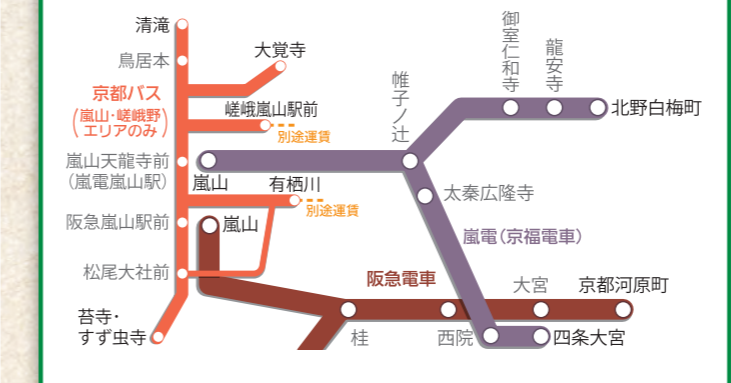 清滝
鳥居本
大覚寺
京都バス
(嵐山・嵯峨野
エリアのみ)
嵯峨嵐山駅前
別途運賃
嵐山天龍寺前
(嵐電嵐山駅)
嵐山
有栖川
別途運賃
阪急嵐山駅前
嵐山
松尾大社前
苔寺・
すず虫寺
帷子ノ辻
御室仁和寺
龍安寺
北野白梅町
太秦広隆寺
嵐電(京福電車)
阪急電車
大宮
京都河原町
桂
西院
四条大宮